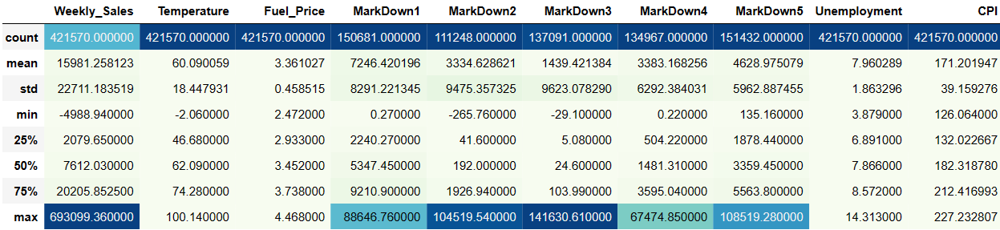 Weekly_Sales Temperature Fuel_Price MarkDown1 MarkDown2 MarkDown3 MarkDown4 MarkDown5 Unemployment CPI
count 421570.000000 421570.000000 421570.000000 150681.000000 111248.000000 137091.000000 134967.000000 151432.000000 421570.000000 421570.000000
mean 15981.258123 60.090059 3.361027 7246.420196 3334.628621 1439.421384 3383.168256 4628.975079 7.960289 171.201947
std 22711.183519 18.447931 0.458515 8291.221345 9475.357325 9623.078290 6292.384031 5962.887455 1.863296 39.159276
min -4988.940000 -2.060000 2.472000 0.270000 -265.760000 -29.100000 0.220000 135.160000 3.879000 126.064000
25% 2079.650000 46.680000 2.933000 2240.270000 41.600000 5.080000 504.220000 1878.440000 6.891000 132.022667
50% 7612.030000 62.090000 3.452000 5347.450000 192.000000 24.600000 1481.310000 3359.450000 7.866000 182.318780
75% 20205.852500 74.280000 3.738000 9210.900000 1926.940000 103.990000 3595.040000 5563.800000 8.572000 212.416993
max 693099.360000 100.140000 4.468000 88646.760000 104519.540000 141630.610000 67474.850000 108519.280000 14.313000 227.232807